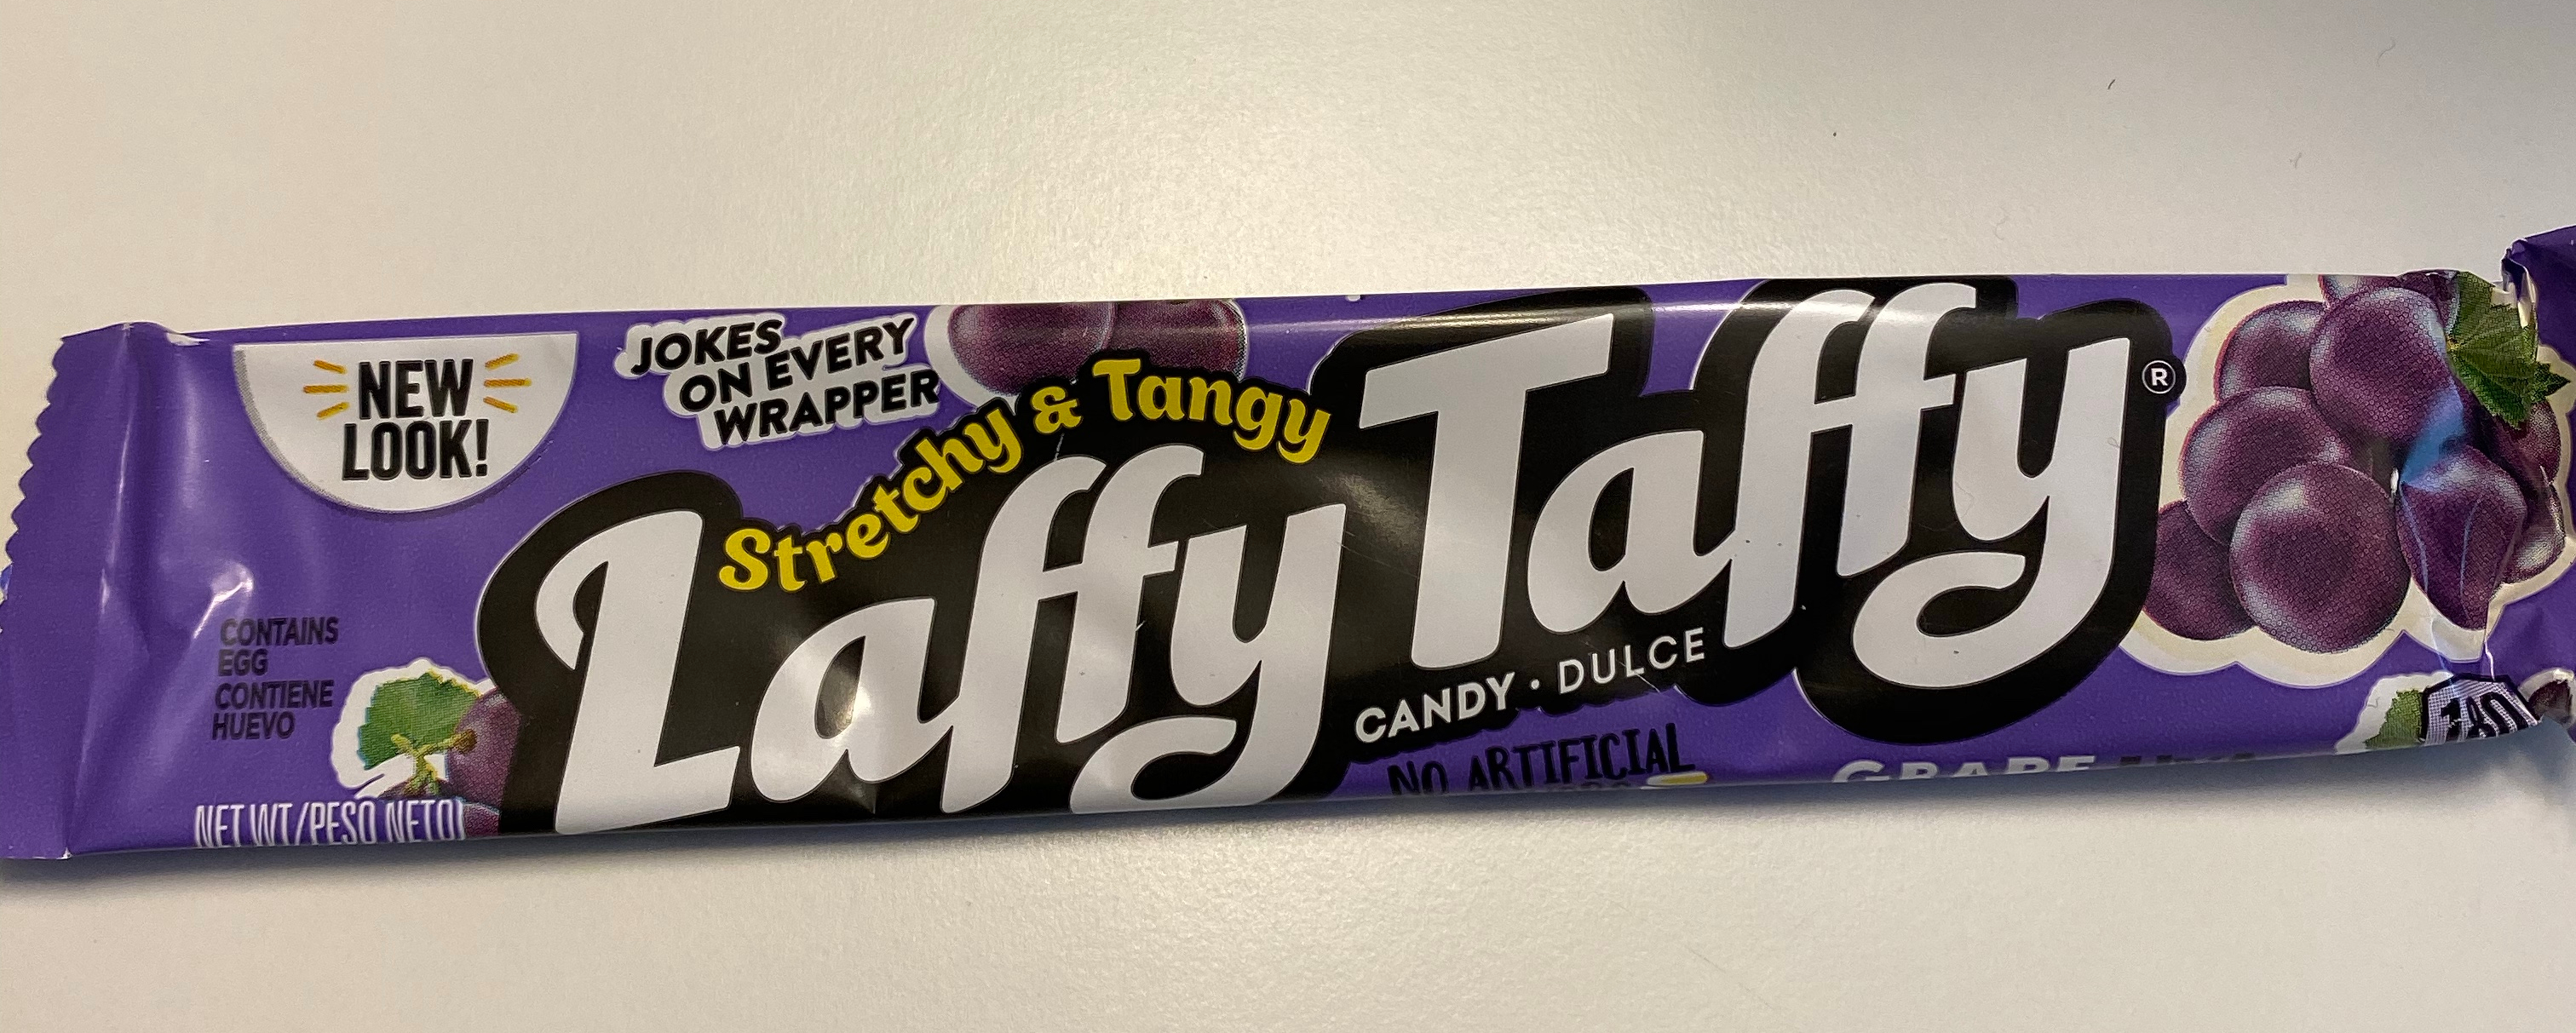 NEW
LOOK!
JOKES
ON EVERY
WRAPPER
Stretchy & Tangy
Laffy Taffy®
CANDY • DULCE
NO ARTIFICIAL
GRAPE
CONTAINS
EGG
CONTIENE
HUEVO
NET WT/PESO NETO